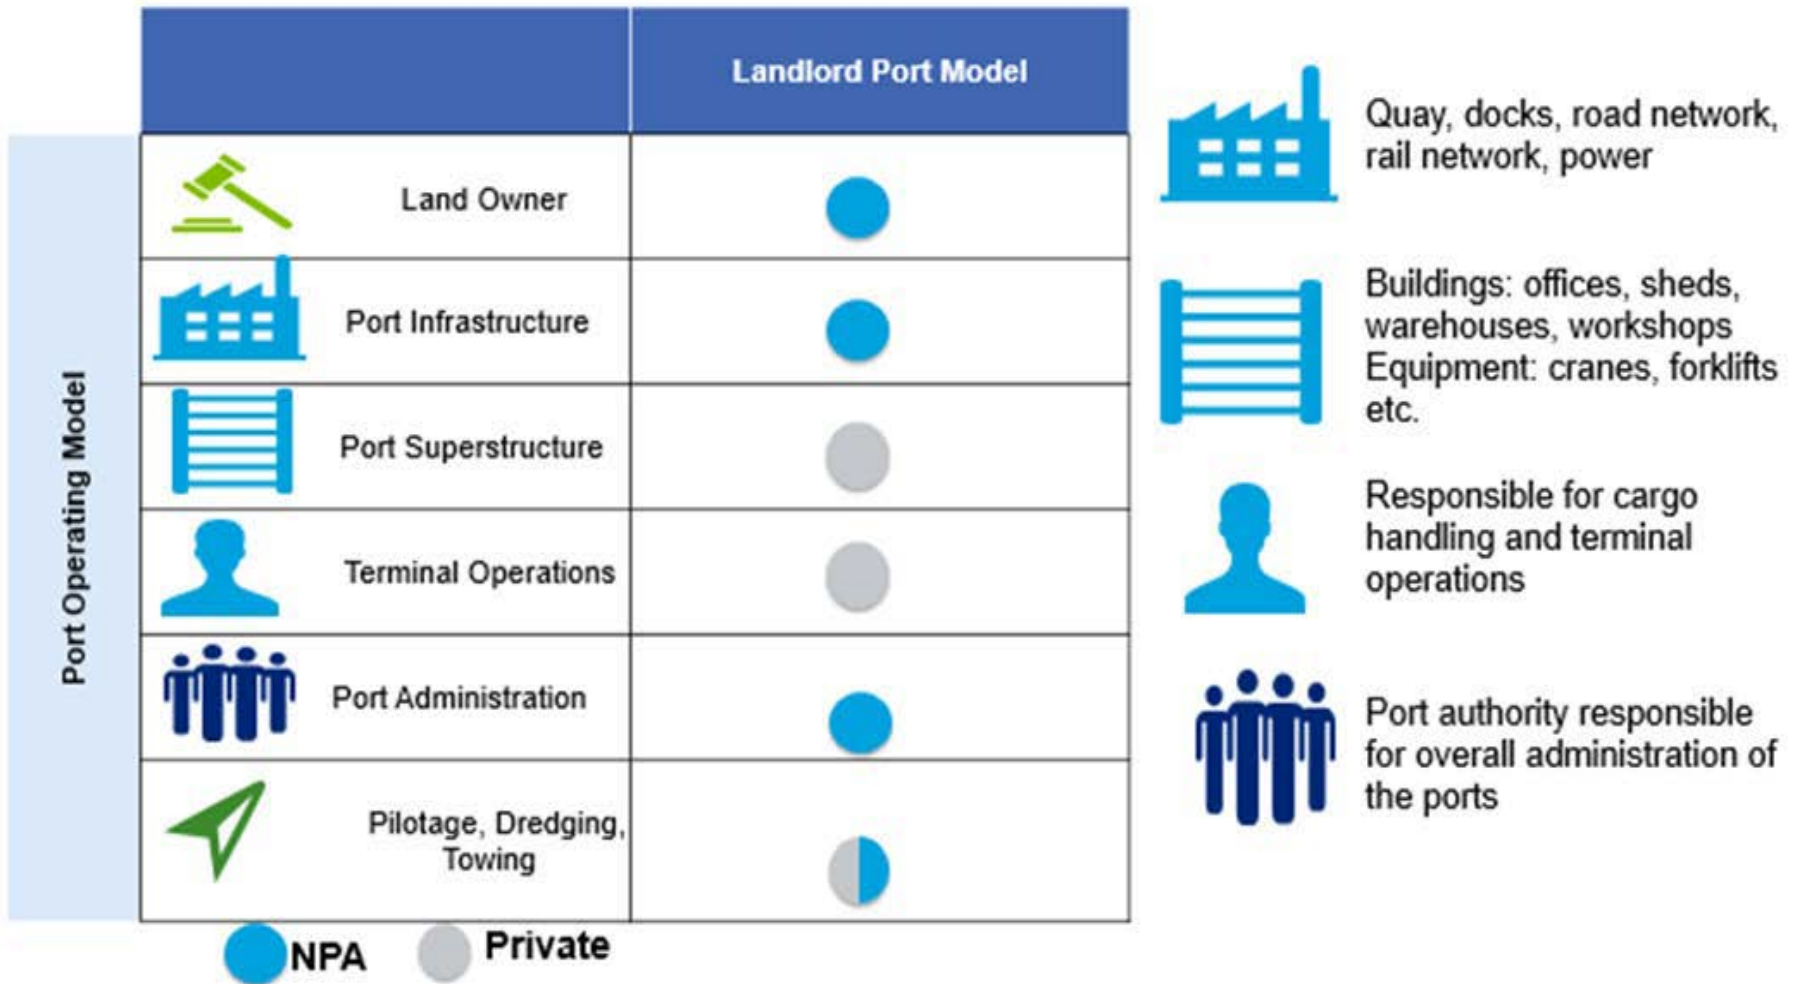 Landlord Port Model
Port Operating Model
Land Owner
Port Infrastructure
Port Superstructure
Terminal Operations
Port Administration
Pilotage, Dredging,
Towing
NPA
Private
Quay, docks, road network,
rail network, power
Buildings: offices, sheds,
warehouses, workshops
Equipment: cranes, forklifts
etc.
Responsible for cargo
handling and terminal
operations
Port authority responsible
for overall administration of
the ports